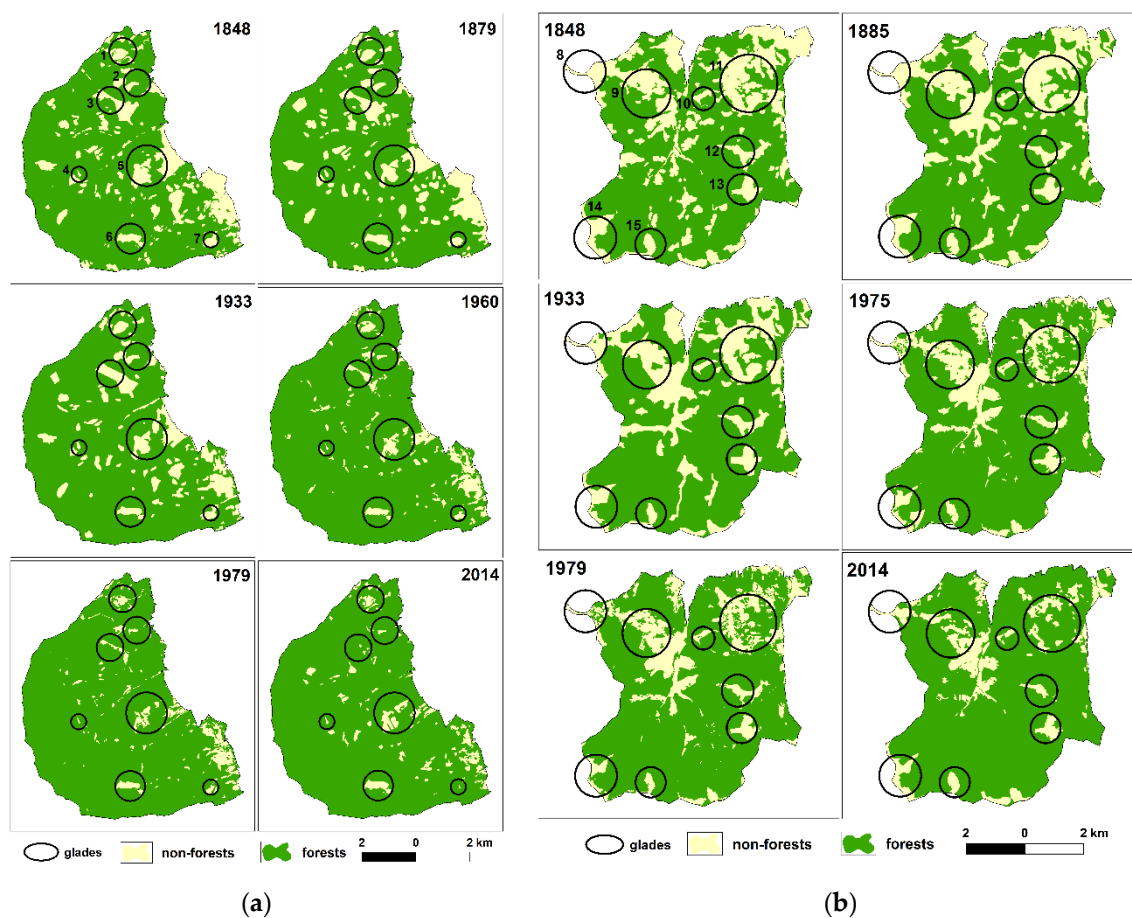 1848
1
2
3
4
5
6
7
1879
1933
1960
1979
2014
glades
non-forests
forests
2 0 2 km
(a)
1848
8
9
10
11
12
13
14
15
1885
1933
1975
1979
2014
glades
non-forests
forests
2 0 2 km
(b)